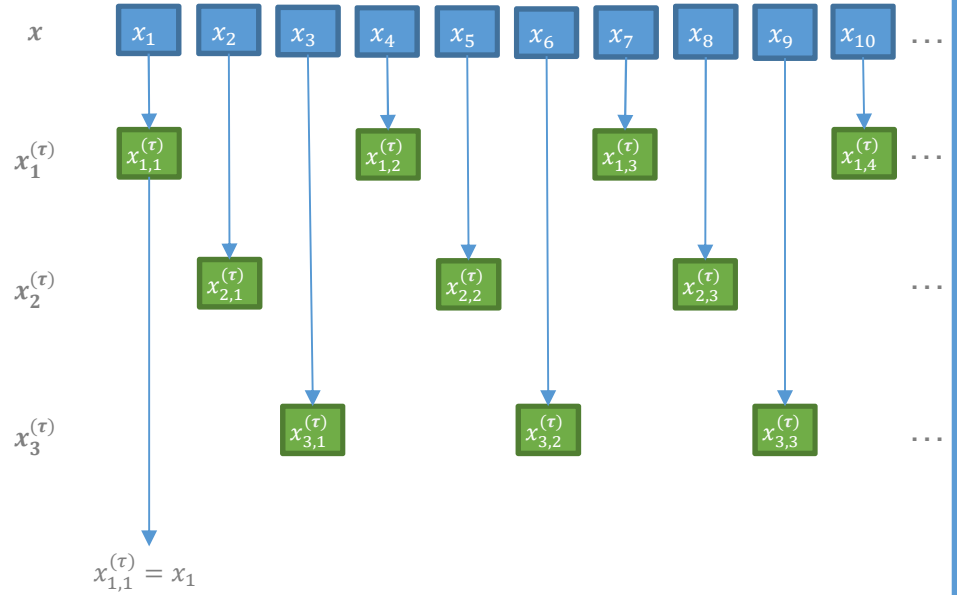 x x₁ x₂ x₃ x₄ x₅ x₆ x₇ x₈ x₉ x₁₀ ...
x₁^(τ) x₁,₁^(τ) x₁,₂^(τ) x₁,₃^(τ) x₁,₄^(τ) ...
x₂^(τ) x₂,₁^(τ) x₂,₂^(τ) x₂,₃^(τ) ...
x₃^(τ) x₃,₁^(τ) x₃,₂^(τ) x₃,₃^(τ) ...
x₁,₁^(τ) = x₁